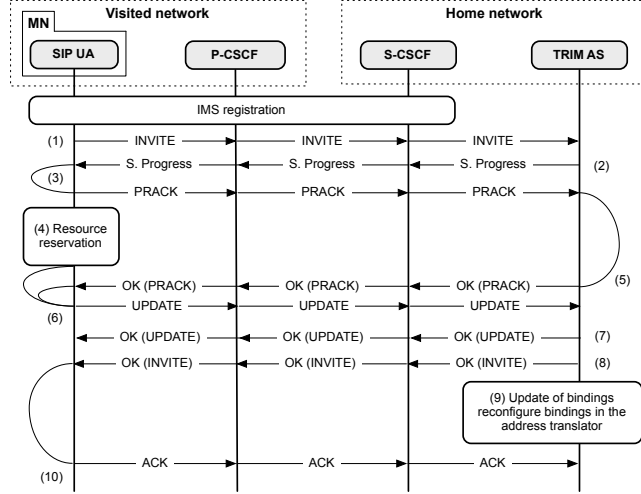 Visited network
Home network
MN
SIP UA
P-CSCF
S-CSCF
TRIM AS
IMS registration
(1) INVITE INVITE INVITE
S. Progress S. Progress S. Progress (2)
(3)
PRACK PRACK PRACK
(4) Resource
reservation
(5)
OK (PRACK) OK (PRACK) OK (PRACK)
UPDATE UPDATE UPDATE
(6)
OK (UPDATE) OK (UPDATE) OK (UPDATE) (7)
OK (INVITE) OK (INVITE) OK (INVITE) (8)
(9) Update of bindings
reconfigure bindings in the
address translator
(10) ACK ACK ACK